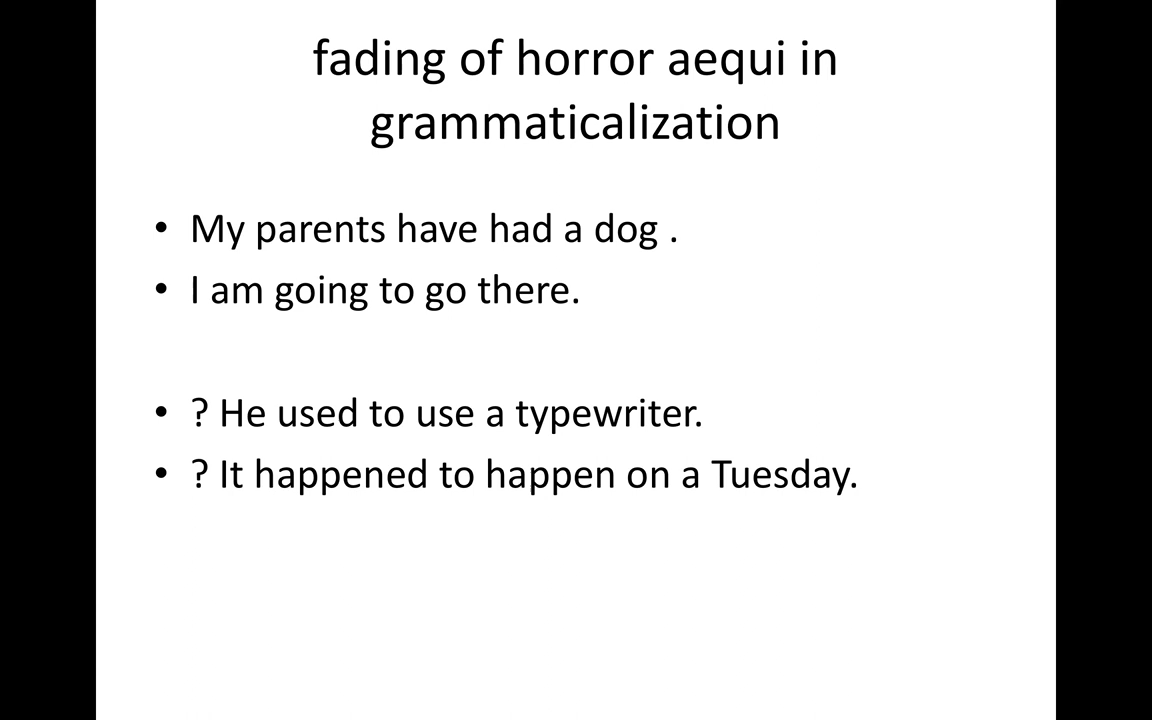 fading of horror aequi in
grammaticalization
• My parents have had a dog .
• I am going to go there.
• ? He used to use a typewriter.
• ? It happened to happen on a Tuesday.